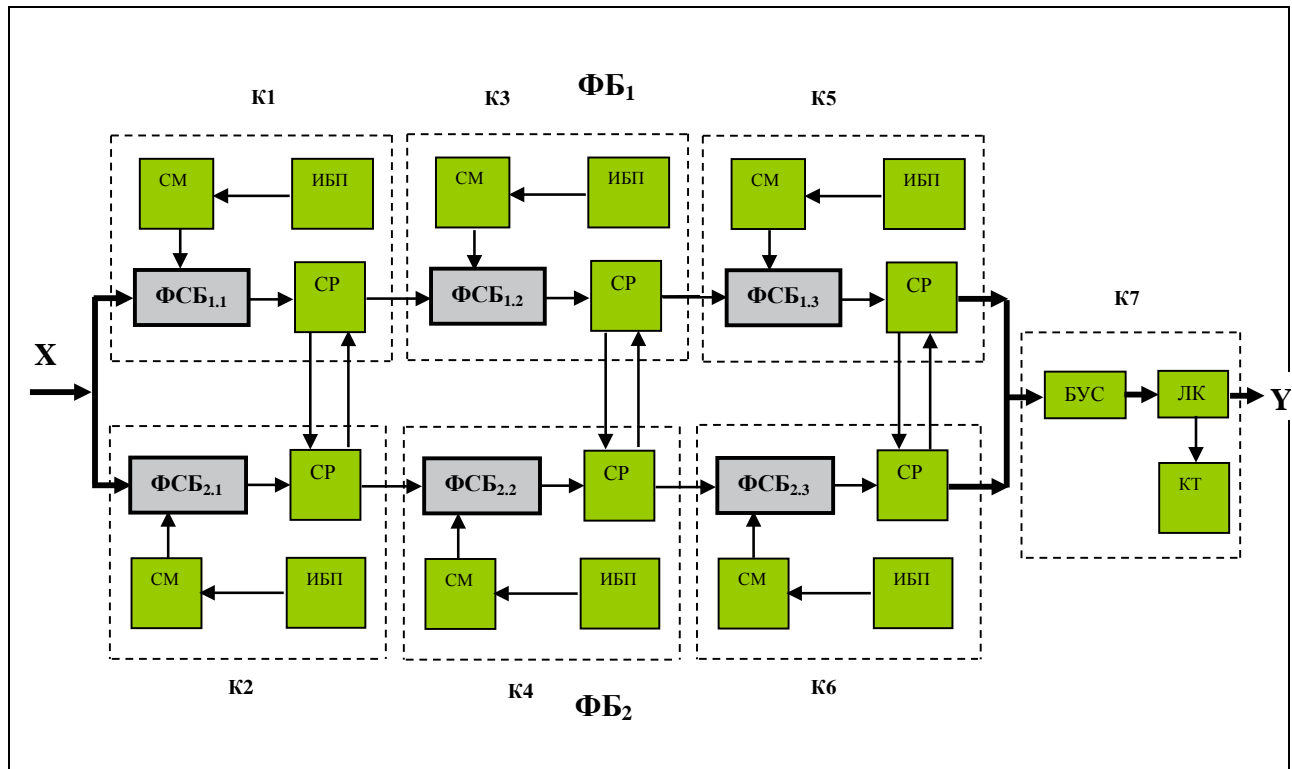 ФБ₁
К1
К3
К5
СМ
ИБП
СМ
ИБП
СМ
ИБП
ФСБ₁.₁
СР
ФСБ₁.₂
СР
ФСБ₁.₃
СР
К7
X
БУС
ЛК
Y
ФСБ₂.₁
СР
ФСБ₂.₂
СР
ФСБ₂.₃
СР
КТ
СМ
ИБП
СМ
ИБП
СМ
ИБП
К2
К4
К6
ФБ₂